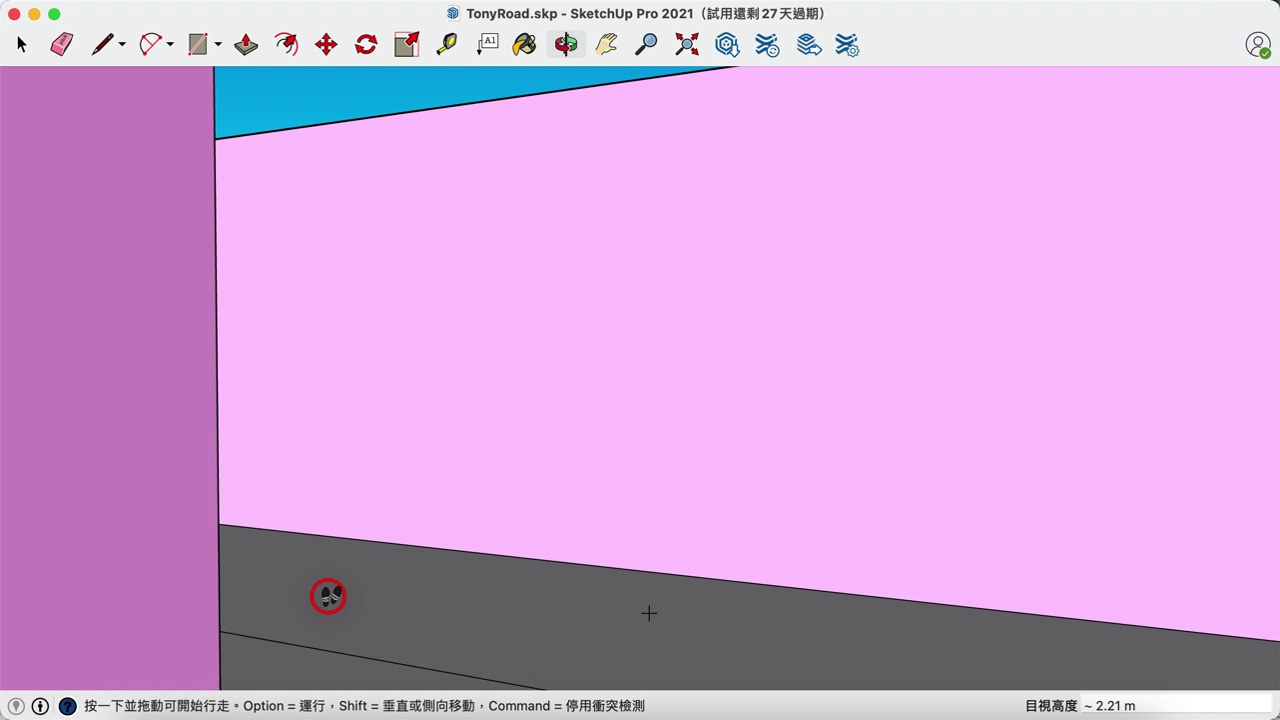 TonyRoad.skp - SketchUp Pro 2021（試用還剩 27 天過期）
A1
按一下並拖動可開始行走。Option = 運行，Shift = 垂直或側向移動，Command = 停用衝突檢測
目視高度 ~ 2.21 m